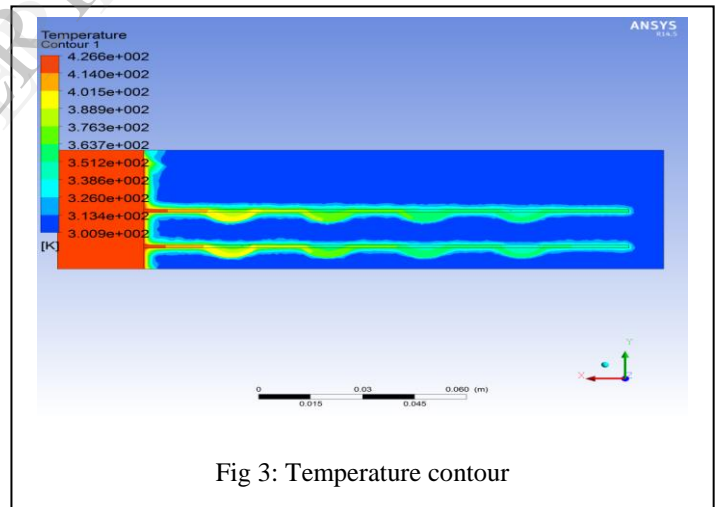 Temperature
Contour 1
4.266e+002
4.140e+002
4.015e+002
3.889e+002
3.763e+002
3.637e+002
3.512e+002
3.386e+002
3.260e+002
3.134e+002
3.009e+002
[K]
ANSYS
R14.5
Y
X
Z
0 0.03 0.060 (m)
0.015 0.045
Fig 3: Temperature contour